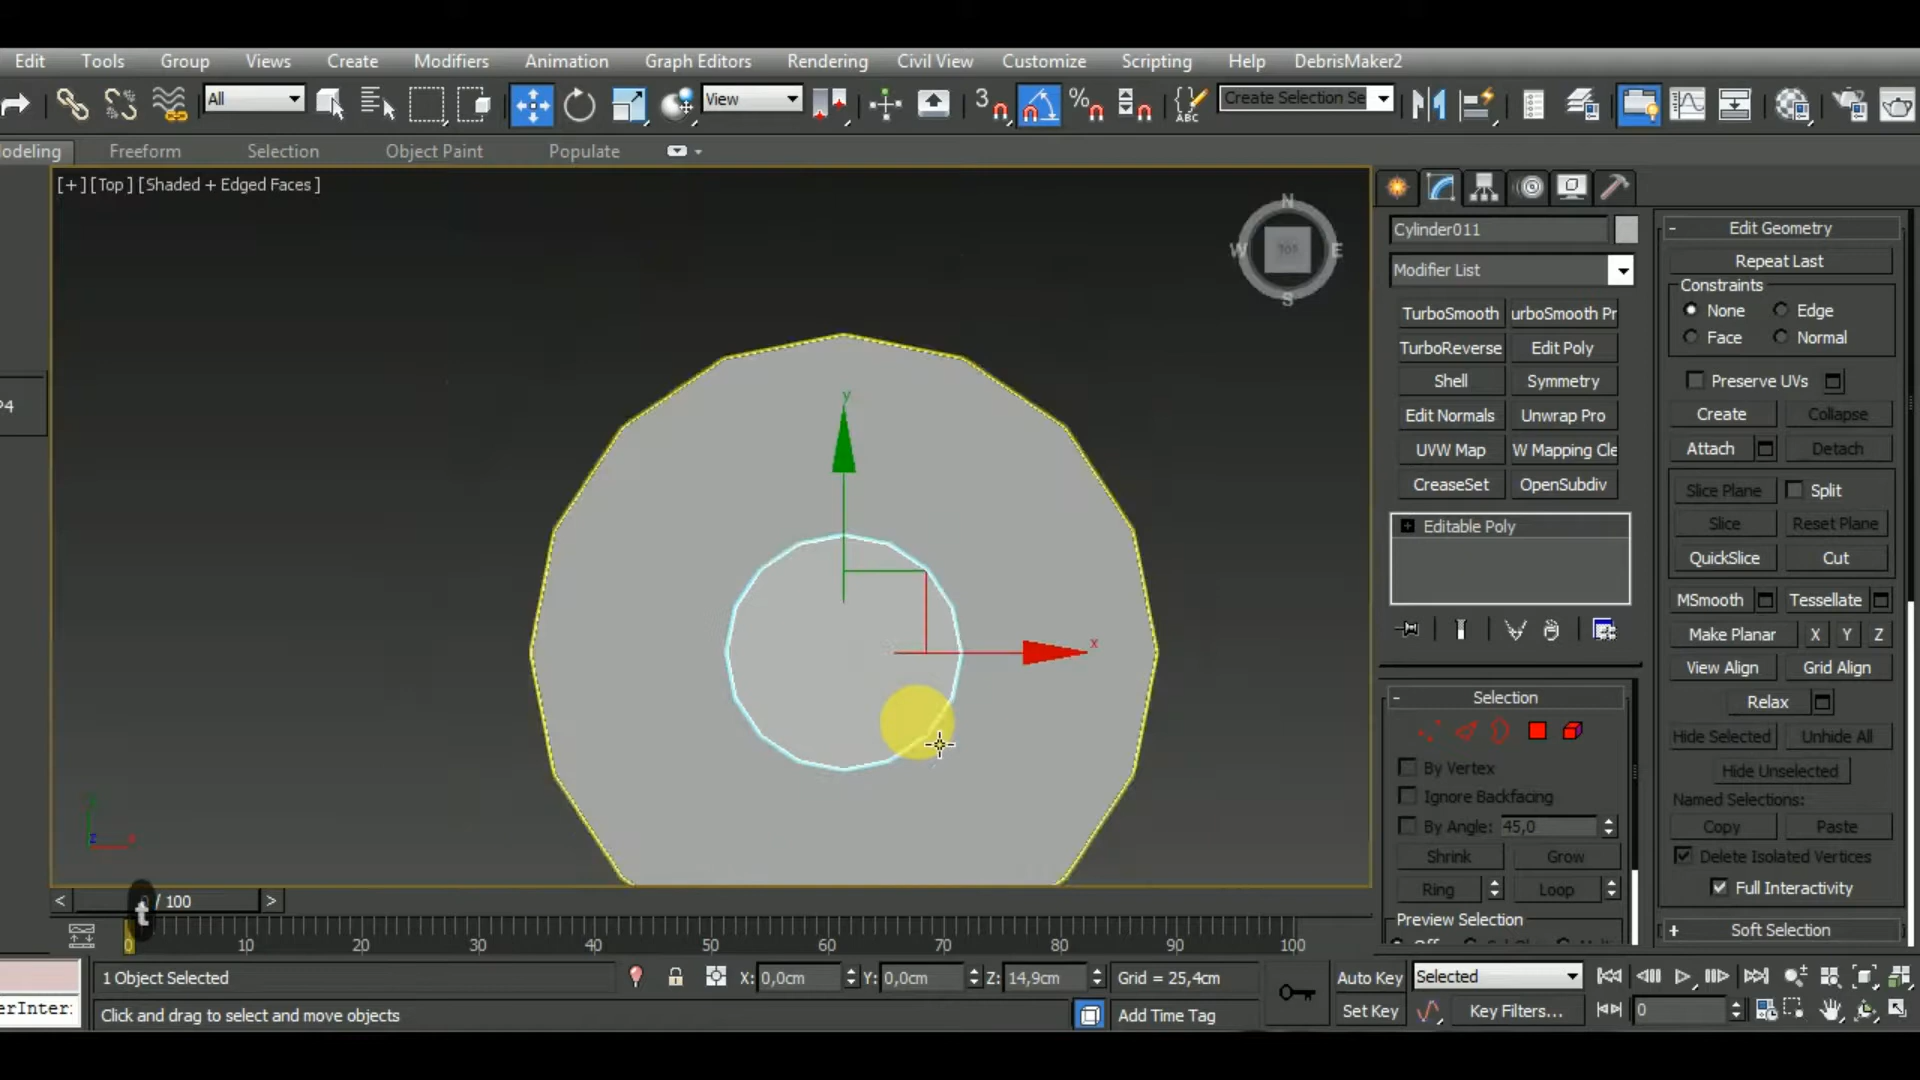 Edit Tools Group Views Create Modifiers Animation Graph Editors Rendering Civil View Customize Scripting Help DebrisMaker2
All View 3 % ABC Create Selection Se
odeling Freeform Selection Object Paint Populate
[+] [Top] [Shaded + Edged Faces]
N
W TOP E
S
y
x
P4
Cylinder011
Modifier List
TurboSmooth urboSmooth Pr
TurboReverse Edit Poly
Shell Symmetry
Edit Normals Unwrap Pro
UVW Map W Mapping Cle
CreaseSet OpenSubdiv
Editable Poly
- Selection
By Vertex
Ignore Backfacing
By Angle: 45,0
Shrink Grow
Ring Loop
Preview Selection
- Edit Geometry
Repeat Last
Constraints
None Edge
Face Normal
Preserve UVs
Create Collapse
Attach Detach
Slice Plane Split
Slice Reset Plane
QuickSlice Cut
MSmooth Tessellate
Make Planar X Y Z
View Align Grid Align
Relax
Hide Selected Unhide All
Hide Unselected
Named Selections:
Copy Paste
Delete Isolated Vertices
Full Interactivity
+ Soft Selection
< / 100 >
t
0 10 20 30 40 50 60 70 80 90 100
1 Object Selected X: 0,0cm Y: 0,0cm Z: 14,9cm Grid = 25,4cm Auto Key Selected
erInter: Click and drag to select and move objects Add Time Tag Set Key Key Filters... 0